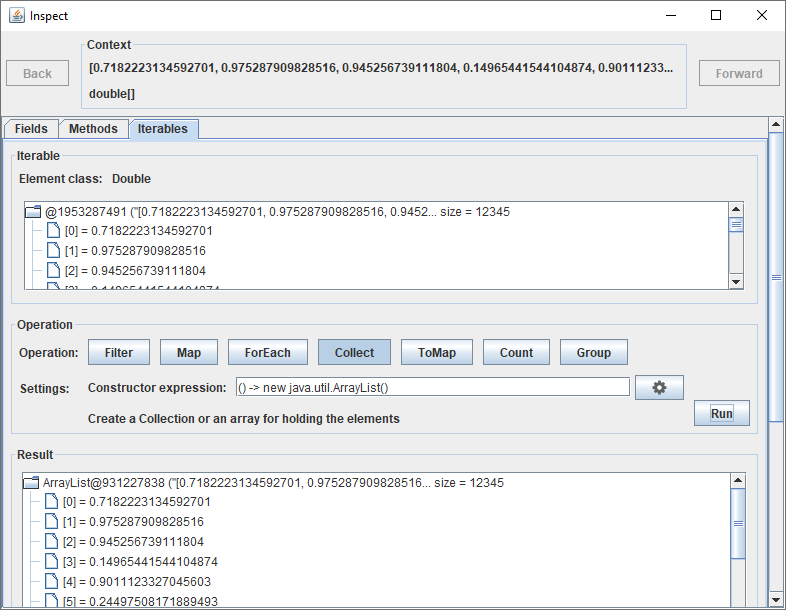 Inspect
Context
Back
[0.7182223134592701, 0.975287909828516, 0.945256739111804, 0.14965441544104874, 0.90111233...
Forward
double[]
Fields Methods Iterables
Iterable
Element class: Double
@1953287491 ("[0.7182223134592701, 0.975287909828516, 0.9452... size = 12345
[0] = 0.7182223134592701
[1] = 0.975287909828516
[2] = 0.945256739111804
[3] = 0.14965441544104874
Operation
Operation: Filter Map ForEach Collect ToMap Count Group
Settings: Constructor expression: () -> new java.util.ArrayList()
Create a Collection or an array for holding the elements
Run
Result
ArrayList@931227838 ("[0.7182223134592701, 0.975287909828516... size = 12345
[0] = 0.7182223134592701
[1] = 0.975287909828516
[2] = 0.945256739111804
[3] = 0.14965441544104874
[4] = 0.9011123327045603
[5] = 0.24497508171889493